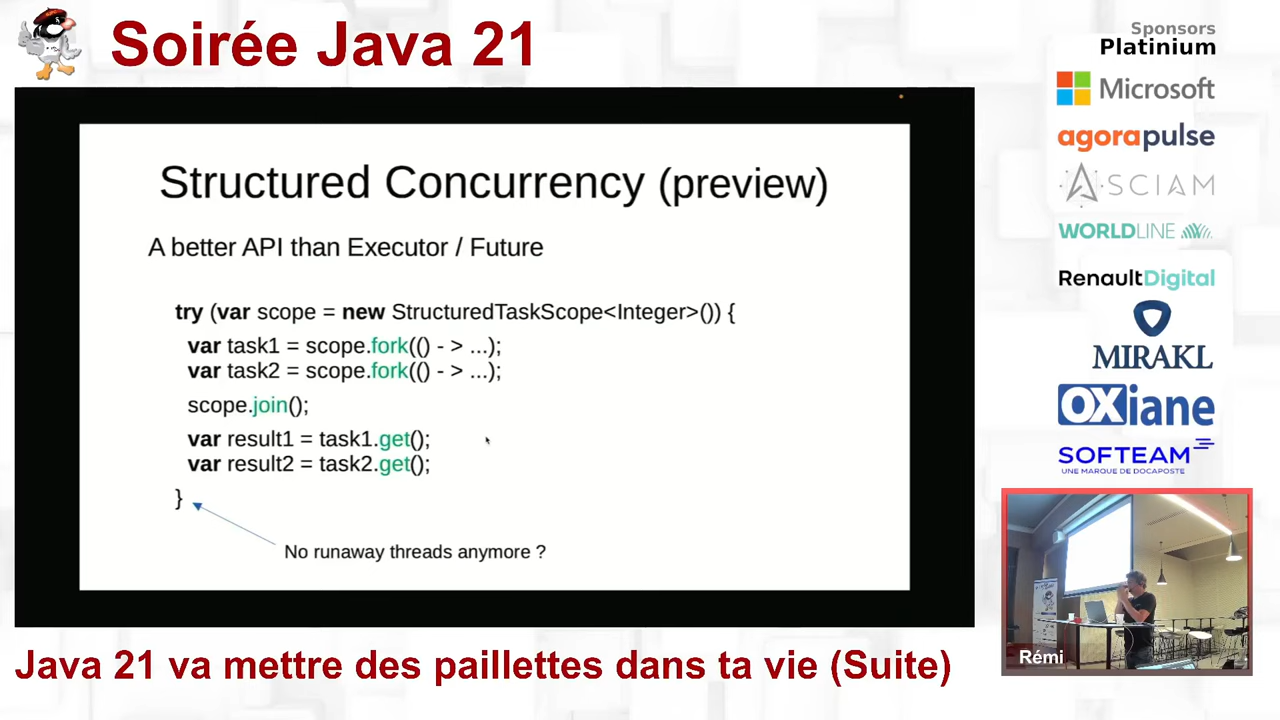 Soirée Java 21
Sponsors
Platinium
Microsoft
agorapulse
ASCIAM
WORLDLINE
RenaultDigital
MIRAKL
OXiane
SOFTEAM
UNE MARQUE DE DOCAPOSTE
Structured Concurrency (preview)
A better API than Executor / Future
try (var scope = new StructuredTaskScope<Integer>()) {
var task1 = scope.fork(() - > ...);
var task2 = scope.fork(() - > ...);
scope.join();
var result1 = task1.get();
var result2 = task2.get();
}
No runaway threads anymore ?
Rémi
Java 21 va mettre des paillettes dans ta vie (Suite)